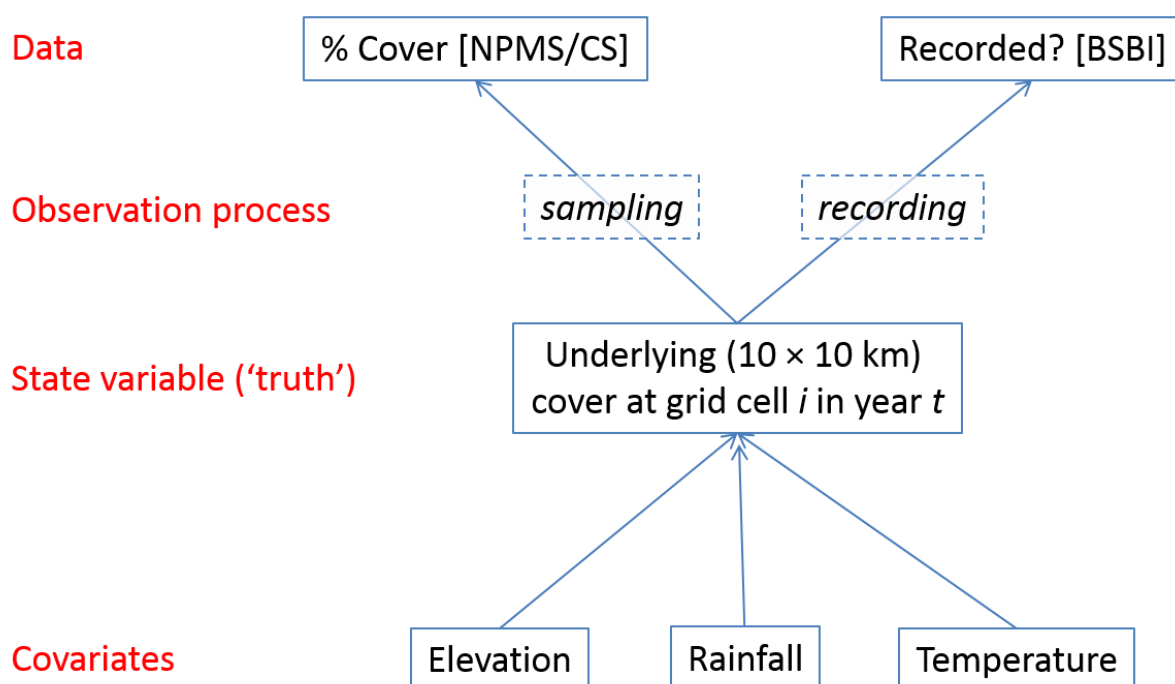 Data
% Cover [NPMS/CS]
Recorded? [BSBI]
Observation process
sampling
recording
State variable (‘truth’)
Underlying (10 × 10 km)
cover at grid cell i in year t
Covariates
Elevation
Rainfall
Temperature